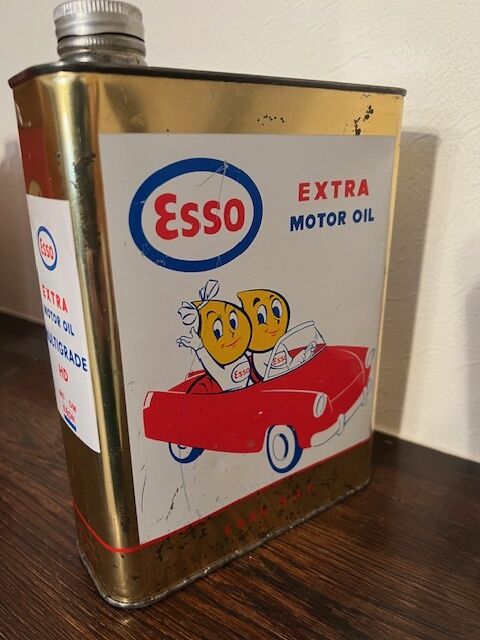 Esso
EXTRA
MOTOR OIL
Esso
Esso
Esso
EXTRA
MOTOR OIL
MULTIGRADE
HD